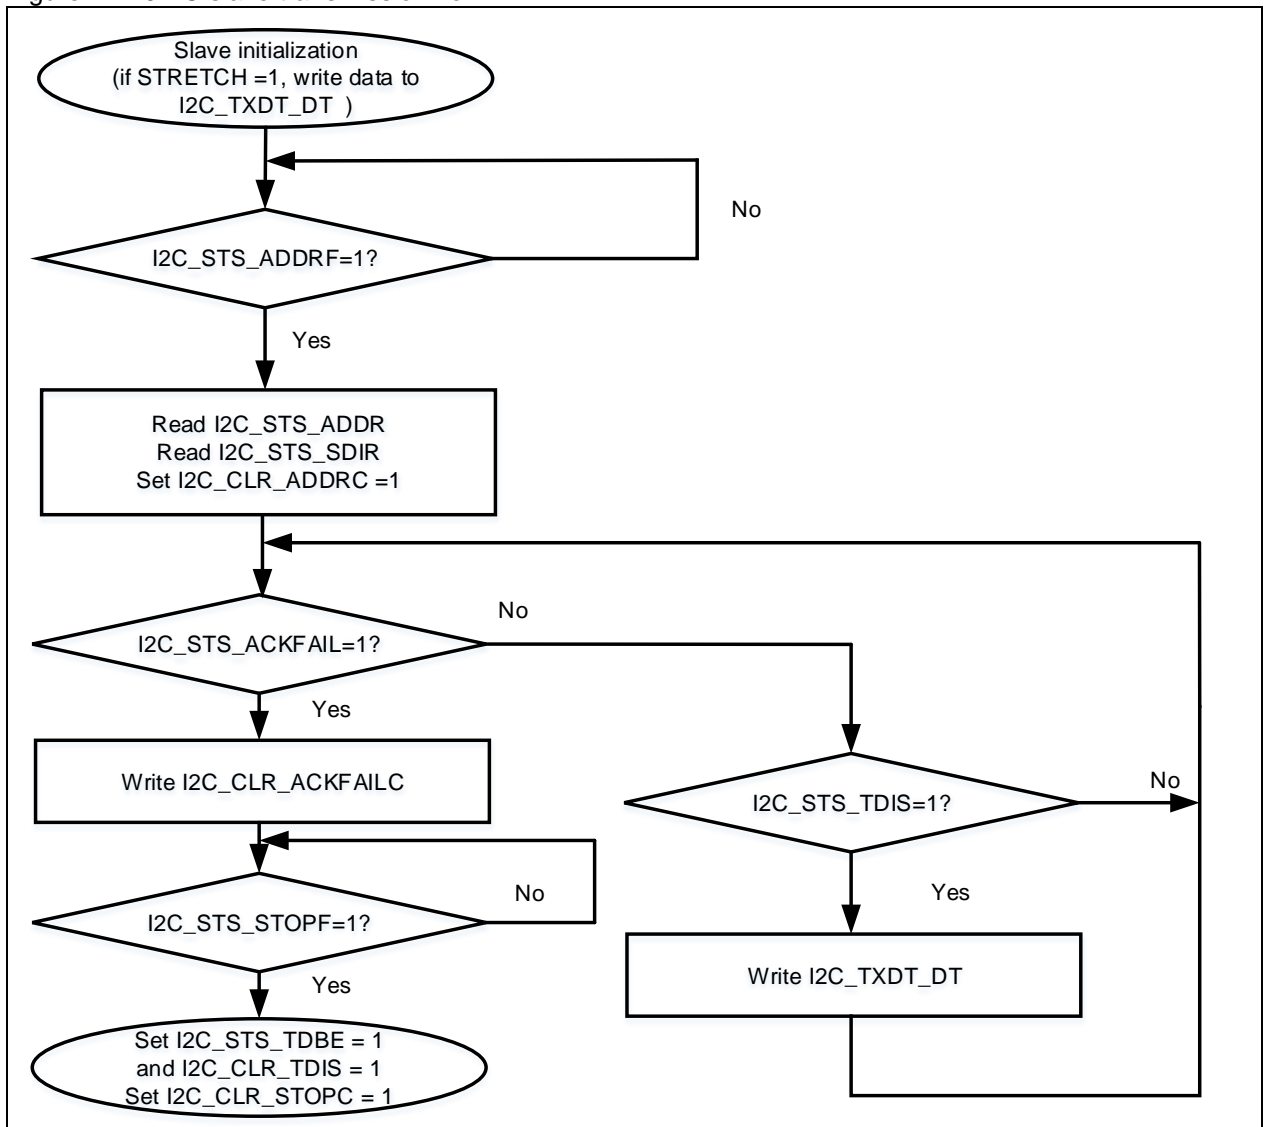 Slave initialization
(if STRETCH =1, write data to
I2C_TXDT_DT )
No
I2C_STS_ADDRF=1?
Yes
Read I2C_STS_ADDR
Read I2C_STS_SDIR
Set I2C_CLR_ADDRC =1
No
I2C_STS_ACKFAIL=1?
Yes
Write I2C_CLR_ACKFAILC
No
I2C_STS_TDIS=1?
No
I2C_STS_STOPF=1?
Yes
Write I2C_TXDT_DT
Yes
Set I2C_STS_TDBE = 1
and I2C_CLR_TDIS = 1
Set I2C_CLR_STOPC = 1